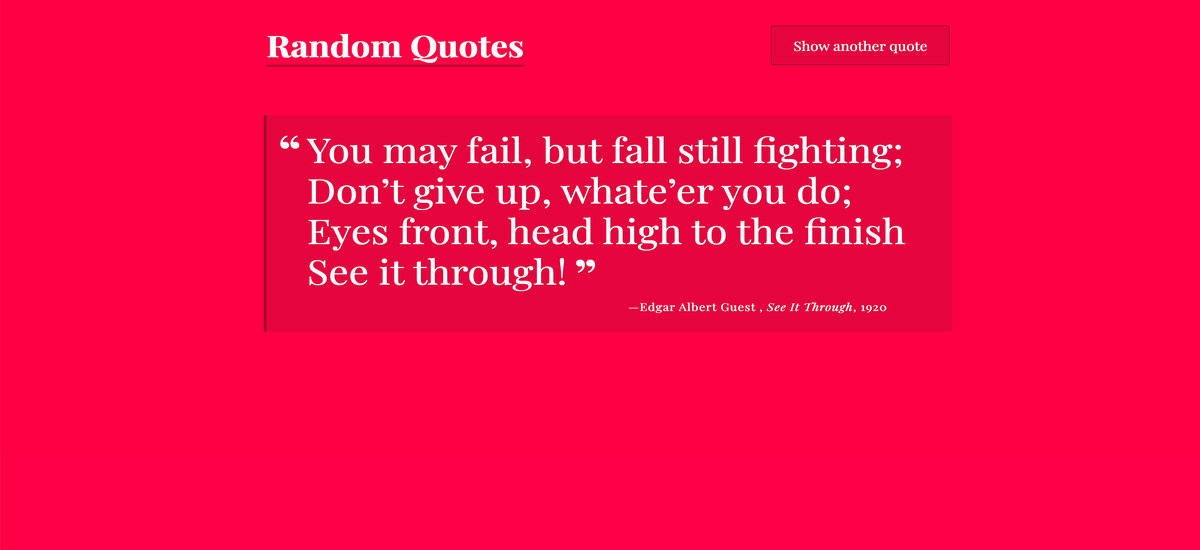 Random Quotes
Show another quote
“ You may fail, but fall still fighting;
Don’t give up, whate’er you do;
Eyes front, head high to the finish
See it through! ”
—Edgar Albert Guest , See It Through, 1920